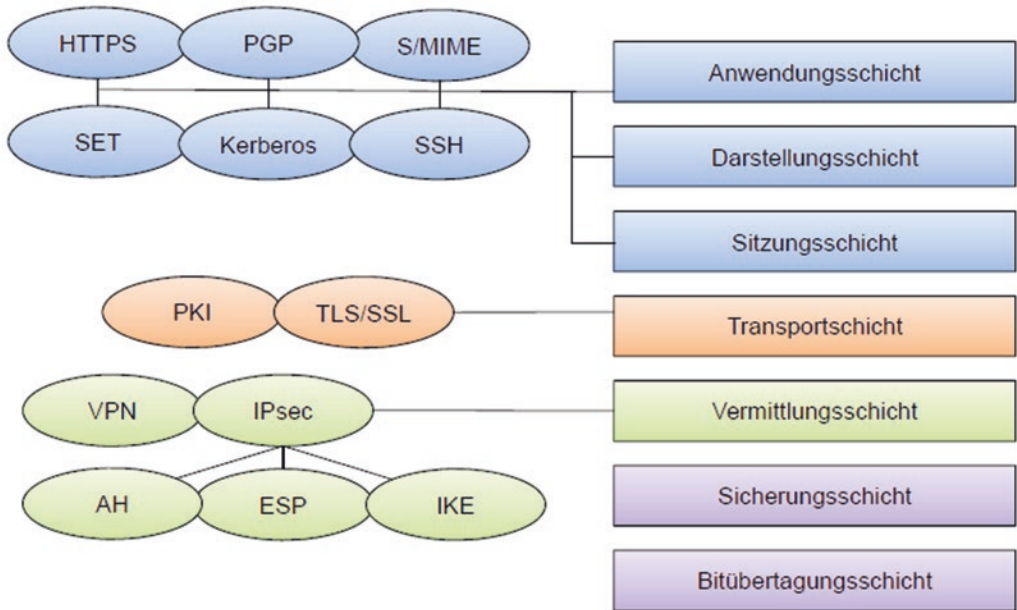 HTTPS
PGP
S/MIME
Anwendungsschicht
SET
Kerberos
SSH
Darstellungsschicht
Sitzungsschicht
PKI
TLS/SSL
Transportschicht
VPN
IPsec
Vermittlungsschicht
AH
ESP
IKE
Sicherungsschicht
Bitübertagungsschicht